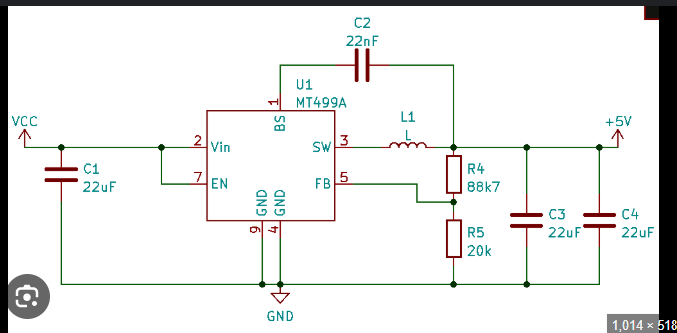 C2
22nF
U1
MT499A
1
BS
L1
L
VCC
+5V
2
Vin
SW
3
C1
22uF
7
EN
FB
5
R4
88k7
GND
GND
9
4
R5
20k
C3
22uF
C4
22uF
GND
1,014 × 518